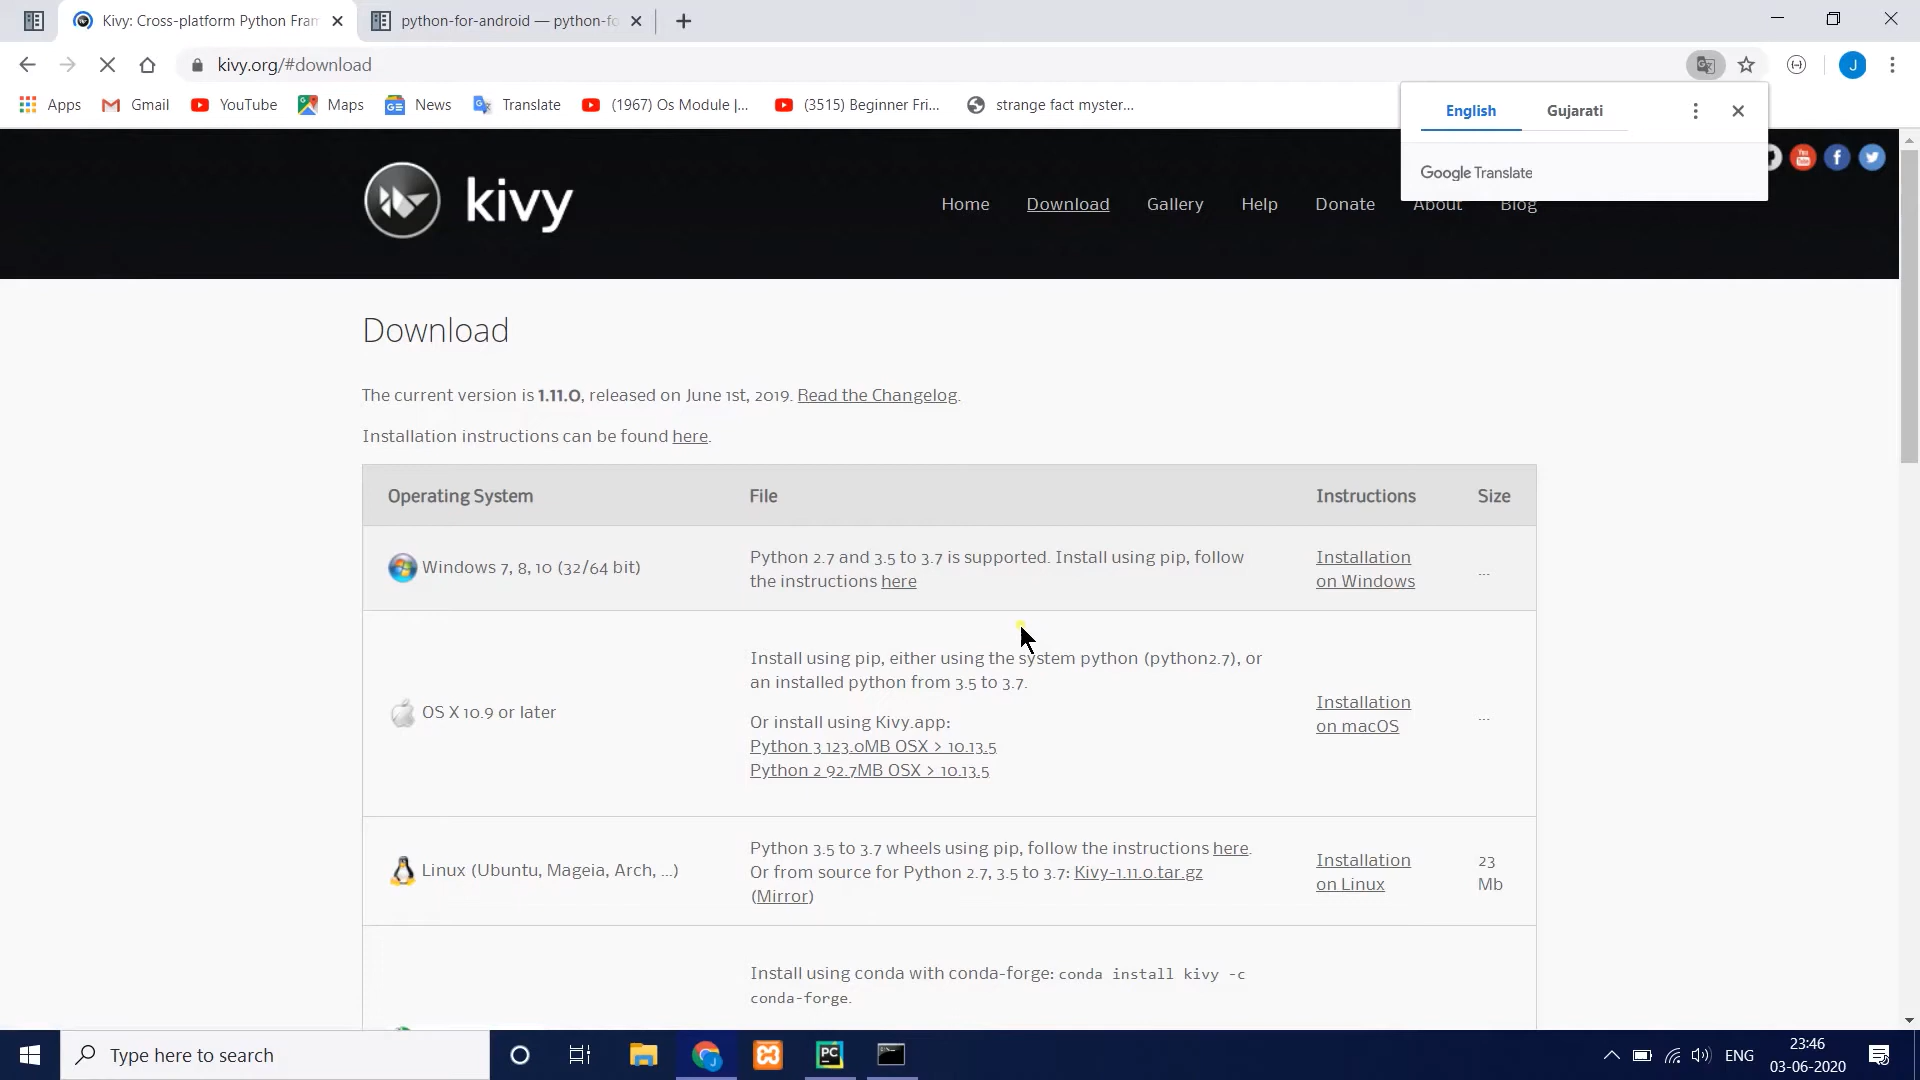 Kivy: Cross-platform Python Fram
python-for-android — python-fo
kivy.org/#download
J
Apps
Gmail
YouTube
Maps
News
Translate
(1967) Os Module |...
(3515) Beginner Fri...
strange fact myster...
English
Gujarati
Google Translate
kivy
Home
Download
Gallery
Help
Donate
About
Blog
Download
The current version is 1.11.0, released on June 1st, 2019. Read the Changelog.
Installation instructions can be found here.
Operating System
File
Instructions
Size
Windows 7, 8, 10 (32/64 bit)
Python 2.7 and 3.5 to 3.7 is supported. Install using pip, follow
the instructions here
Installation
on Windows
...
OS X 10.9 or later
Install using pip, either using the system python (python2.7), or
an installed python from 3.5 to 3.7.
Or install using Kivy.app:
Python 3 123.0MB OSX > 10.13.5
Python 2 92.7MB OSX > 10.13.5
Installation
on macOS
...
Linux (Ubuntu, Mageia, Arch, ...)
Python 3.5 to 3.7 wheels using pip, follow the instructions here.
Or from source for Python 2.7, 3.5 to 3.7: Kivy-1.11.0.tar.gz
(Mirror)
Installation
on Linux
23
Mb
Install using conda with conda-forge: conda install kivy -c
conda-forge.
Type here to search
PC
ENG
23:46
03-06-2020